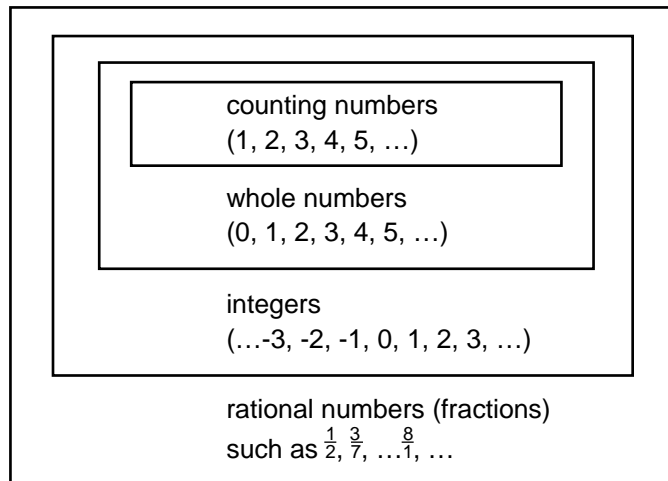 counting numbers
(1, 2, 3, 4, 5, …)
whole numbers
(0, 1, 2, 3, 4, 5, …)
integers
(…-3, -2, -1, 0, 1, 2, 3, …)
rational numbers (fractions)
such as 1/2, 3/7, …8/1, …